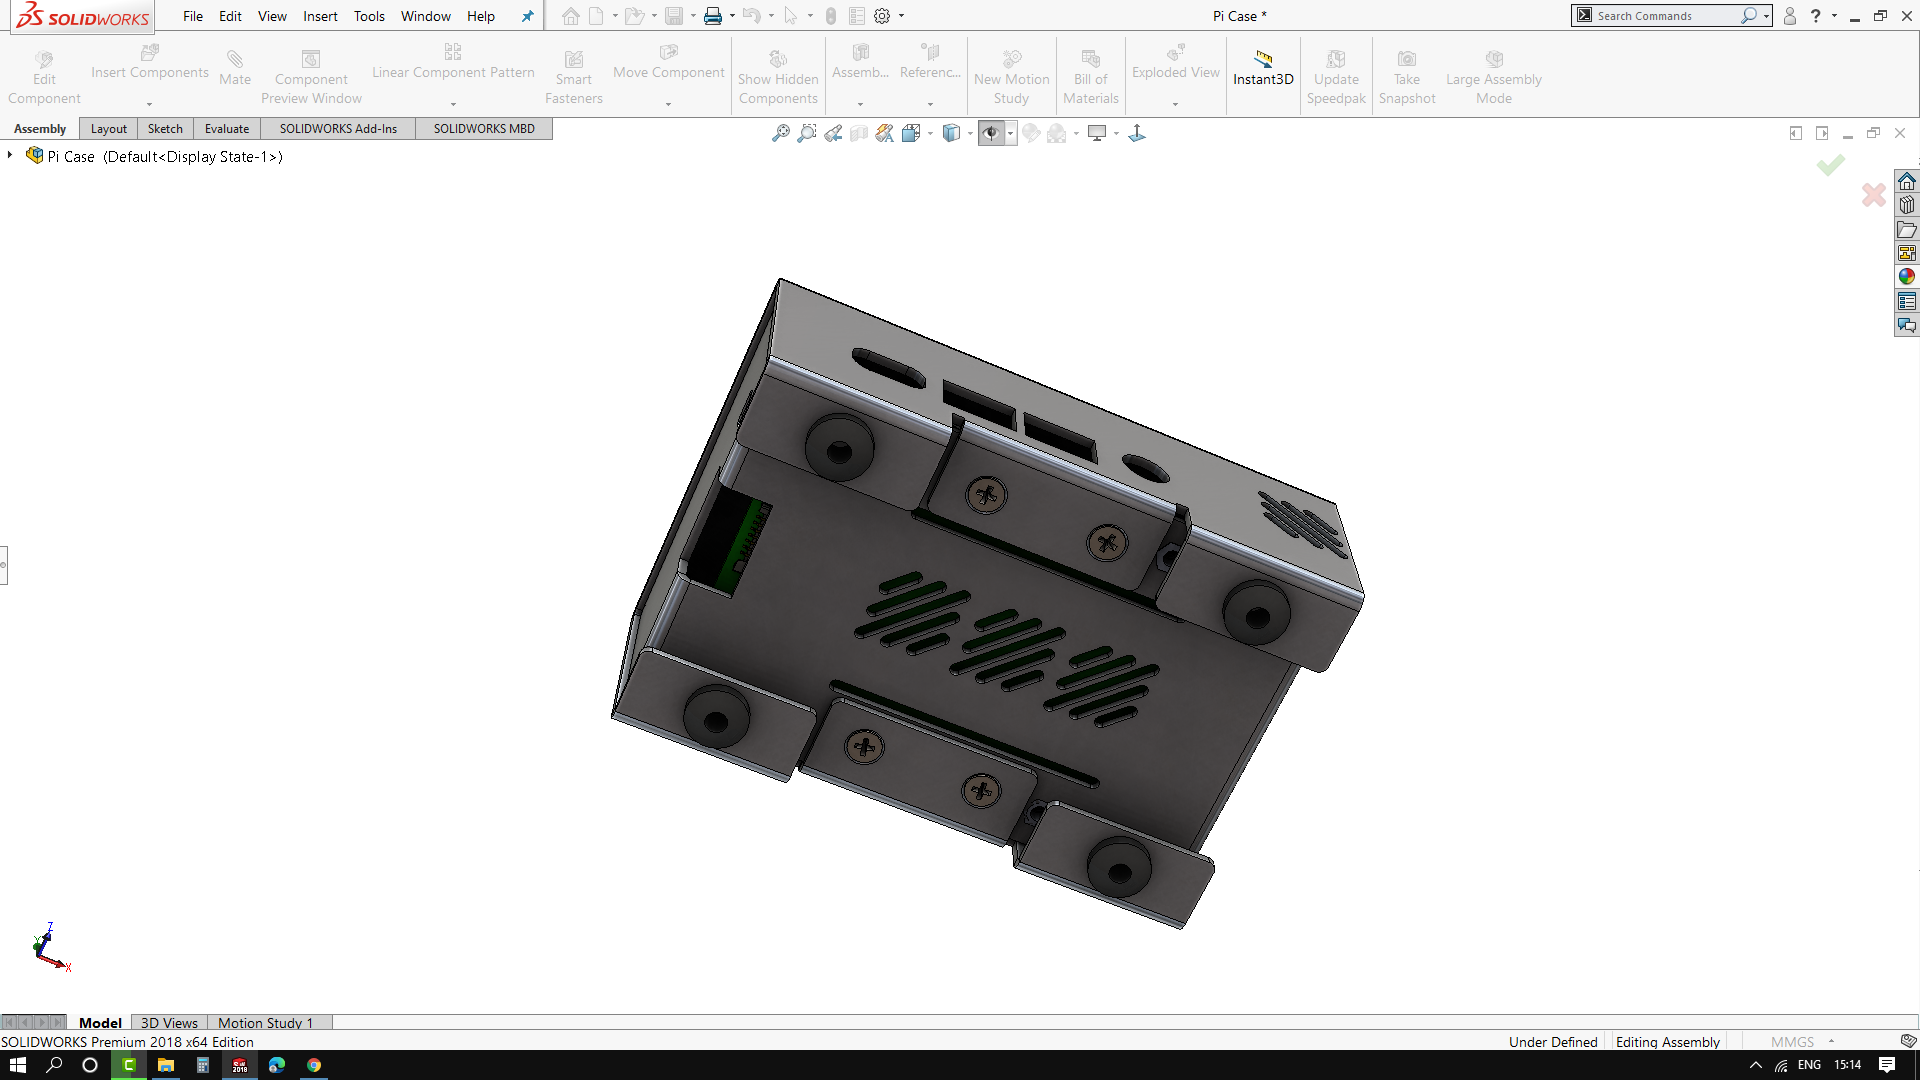 SOLIDWORKS File Edit View Insert Tools Window Help Pi Case * Search Commands ?
Edit Component
Insert Components
Mate
Component Preview Window
Linear Component Pattern
Smart Fasteners
Move Component
Show Hidden Components
Assemb...
Referenc...
New Motion Study
Bill of Materials
Exploded View
Instant3D
Update Speedpak
Take Snapshot
Large Assembly Mode
Assembly Layout Sketch Evaluate SOLIDWORKS Add-Ins SOLIDWORKS MBD
Pi Case (Default<Display State-1>)
Z
Y
X
Model 3D Views Motion Study 1
SOLIDWORKS Premium 2018 x64 Edition Under Defined Editing Assembly MMGS
C SW 2018 ENG 15:14